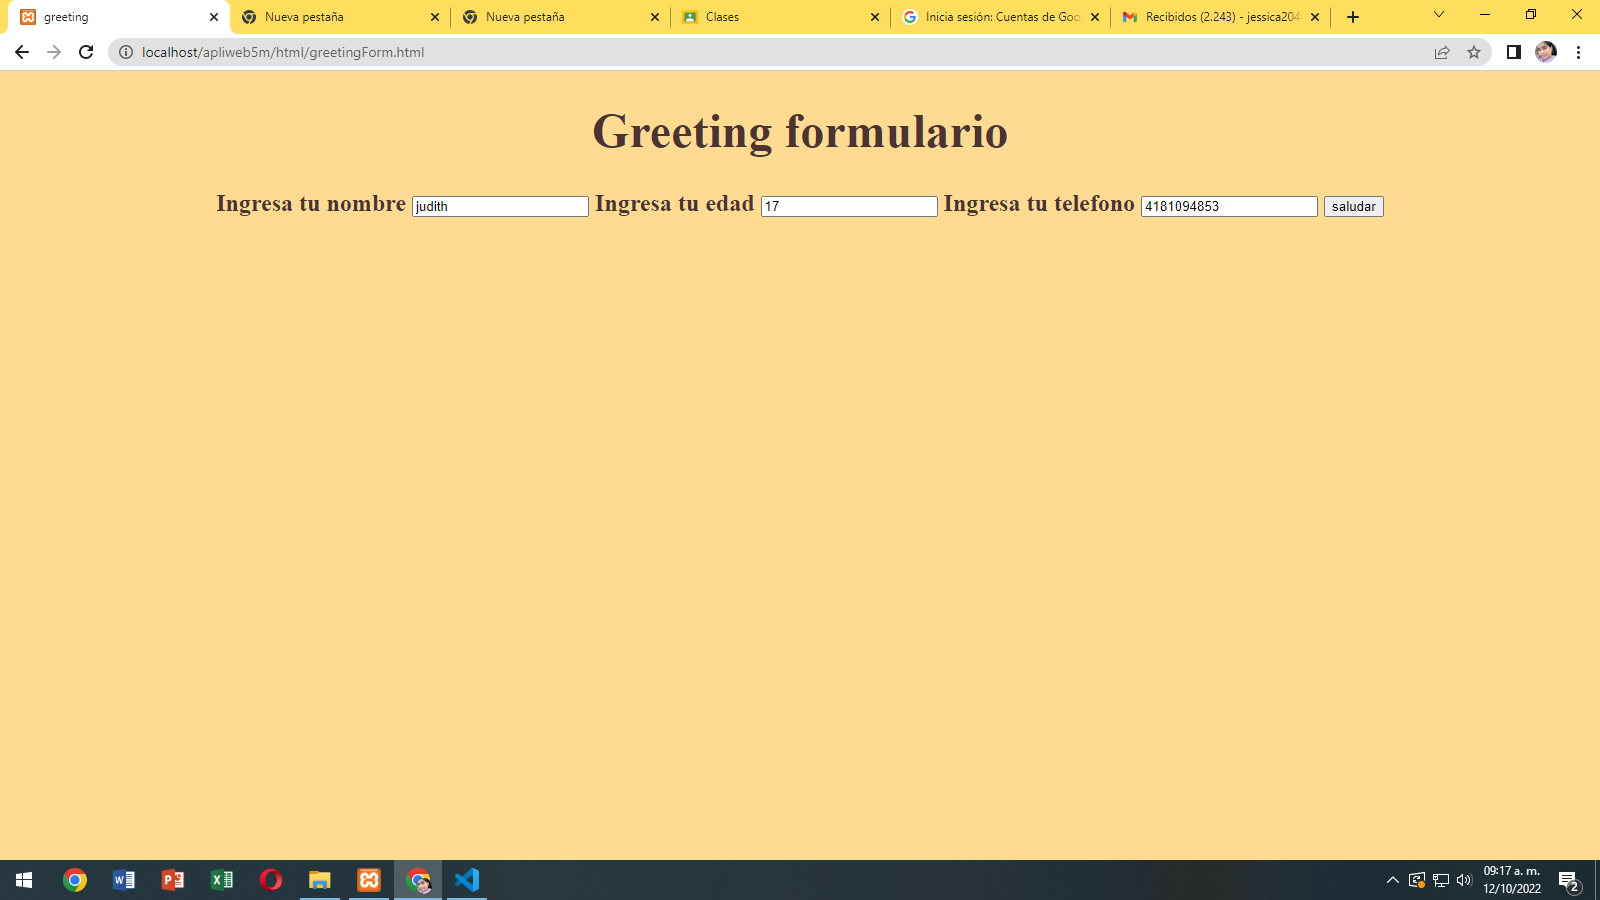 greeting
Nueva pestaña
Nueva pestaña
Clases
Inicia sesión: Cuentas de Goo
Recibidos (2.243) - jessica204
localhost/apliweb5m/html/greetingForm.html
Greeting formulario
Ingresa tu nombre judith Ingresa tu edad 17 Ingresa tu telefono 4181094853 saludar
09:17 a. m.
12/10/2022
2